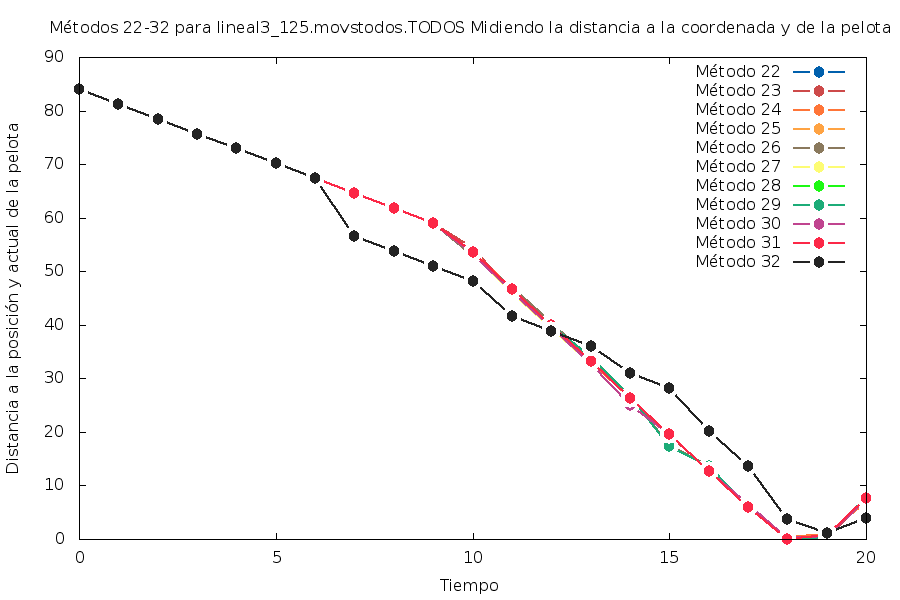 Métodos 22-32 para lineal3_125.movstodos.TODOS Midiendo la distancia a la coordenada y de la pelota
Distancia a la posición y actual de la pelota
90
80
70
60
50
40
30
20
10
0
Método 22
Método 23
Método 24
Método 25
Método 26
Método 27
Método 28
Método 29
Método 30
Método 31
Método 32
0 5 10 15 20
Tiempo